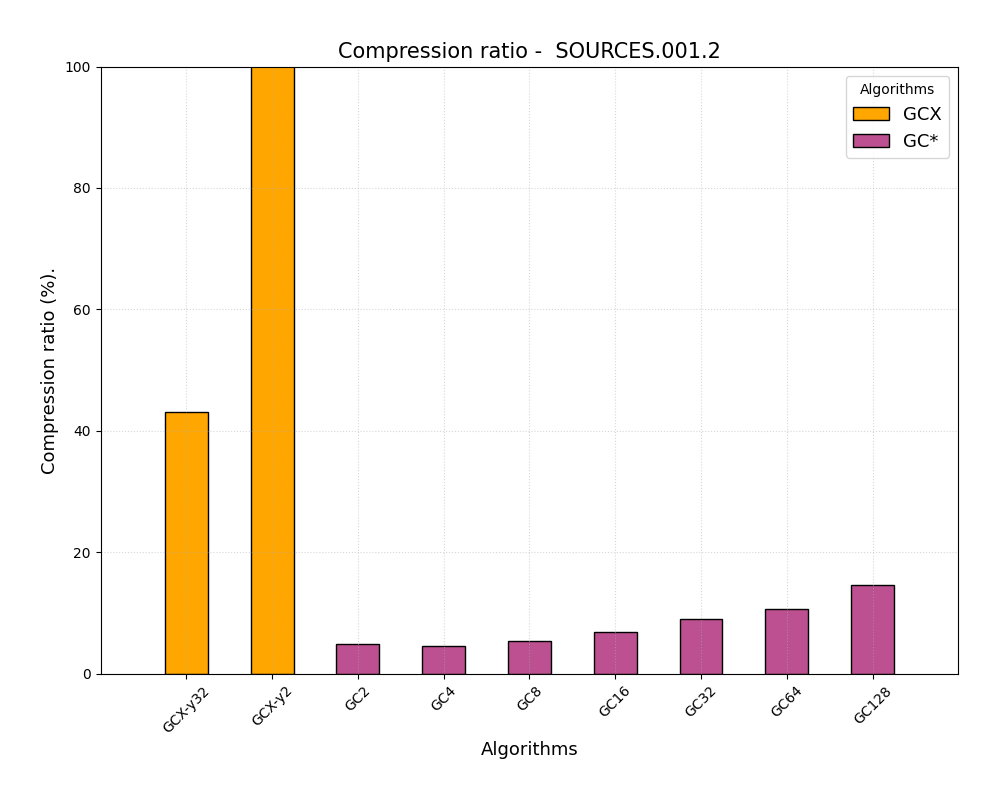 Compression ratio -  SOURCES.001.2
Compression ratio (%).
100
80
60
40
20
0
Algorithms
GCX
GC*
GCX-y32
GCX-y2
GC2
GC4
GC8
GC16
GC32
GC64
GC128
Algorithms